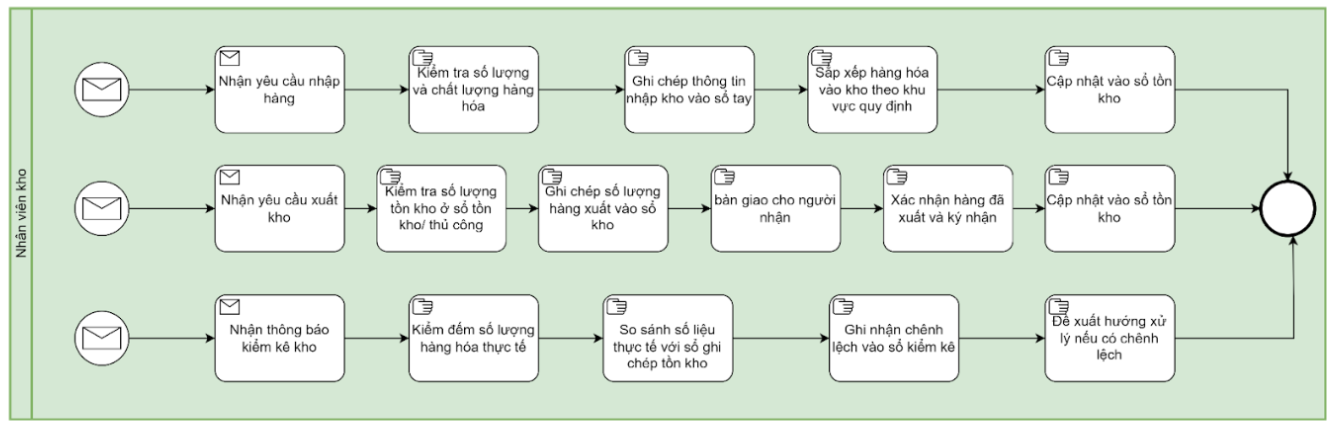 Nhân viên kho
Nhận yêu cầu nhập
hàng
Kiểm tra số lượng
và chất lượng hàng
hóa
Ghi chép thông tin
nhập kho vào sổ tay
Sắp xếp hàng hóa
vào kho theo khu
vực quy định
Cập nhật vào sổ tồn
kho
Nhận yêu cầu xuất
kho
Kiểm tra số lượng
tồn kho ở sổ tồn
kho/ thủ công
Ghi chép số lượng
hàng xuất vào sổ
kho
bàn giao cho người
nhận
Xác nhận hàng đã
xuất và ký nhận
Cập nhật vào sổ tồn
kho
Nhận thông báo
kiểm kê kho
Kiểm đếm số lượng
hàng hóa thực tế
So sánh số liệu
thực tế với sổ ghi
chép tồn kho
Ghi nhận chênh
lệch vào sổ kiểm kê
Đề xuất hướng xử
lý nếu có chênh
lệch